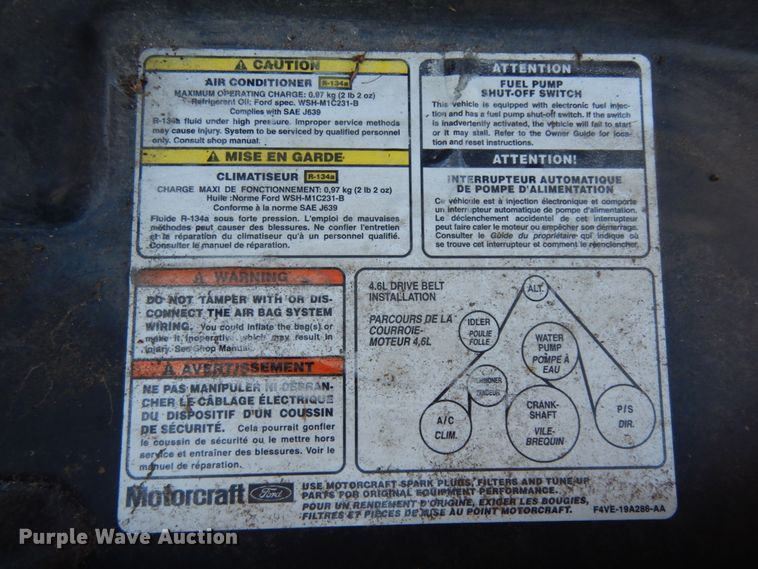 CAUTION
AIR CONDITIONER R-134a
MAXIMUM OPERATING CHARGE: 0.97 kg (2 lb 2 oz)
Refrigerant Oil: Ford spec. WSH-M1C231-B
Complies with SAE J639
R-134a fluid under high pressure. Improper service methods
may cause injury. System to be serviced by qualified personnel
only. Consult shop manual.
MISE EN GARDE
CLIMATISEUR R-134a
CHARGE MAXI DE FONCTIONNEMENT: 0,97 kg (2 lb 2 oz)
Huile :Norme Ford WSH-M1C231-B
Conforme à la norme SAE J639
Fluide R-134a sous forte pression. L'emploi de mauvaises
méthodes peut causer des blessures. Ne confier l'entretien
et la réparation du climatiseur qu'à un personnel qualifié.
Consulter le manuel de réparation.
ATTENTION
FUEL PUMP
SHUT-OFF SWITCH
This vehicle is equipped with electronic fuel injec-
tion and has a fuel pump shut-off switch. If the switch
is inadvertently activated, the vehicle will fail to start
or it may stall. Refer to the Owner Guide for loca-
tion and reset instructions.
ATTENTION!
INTERRUPTEUR AUTOMATIQUE
DE POMPE D'ALIMENTATION
Ce véhicule est à injection électronique et comporte
un interrupteur automatique de pompe d'alimentation.
Le déclenchement accidentel de cet interrupteur
peut faire caler le moteur ou empêcher son démarrage.
Consulter le Guide du propriétaire qui indique où
se trouve cet interrupteur et comment le réenclencher.
WARNING
DO NOT TAMPER WITH OR DIS-
CONNECT THE AIR BAG SYSTEM
WIRING. You could inflate the bag(s) or
make it inoperative which may result in
injury. See Shop Manual.
AVERTISSEMENT
NE PAS MANIPULER NI DÉBRAN-
CHER LE CÂBLAGE ÉLECTRIQUE
DU DISPOSITIF D'UN COUSSIN
DE SÉCURITÉ. Cela pourrait gonfler
le coussin de sécurité ou le mettre hors
service et entraîner des blessures. Voir le
manuel de réparation.
4.6L DRIVE BELT
INSTALLATION
PARCOURS DE LA
COURROIE-
MOTEUR 4,6L
ALT.
IDLER
POULIE
FOLLE
WATER
PUMP
POMPE À
EAU
TENSIONER
TENDEUR
A/C
CLIM.
CRANK-
SHAFT
VILE-
BREQUIN
P/S
DIR.
Motorcraft Ford
USE MOTORCRAFT SPARK PLUGS, FILTERS AND TUNE-UP
PARTS FOR ORIGINAL EQUIPMENT PERFORMANCE.
POUR UN RENDEMENT D'ORIGINE, EXIGER LES BOUGIES,
FILTRES ET PIÈCES DE MISE AU POINT MOTORCRAFT.
F4VE-19A286-AA
Purple Wave Auction